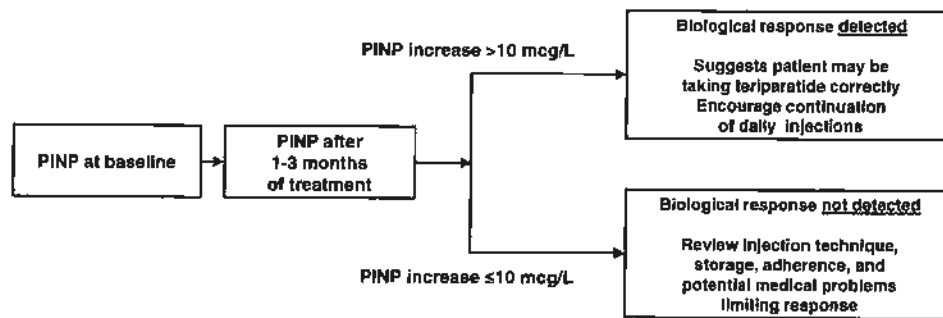 PINP at baseline
PINP after
1-3 months
of treatment
PINP increase >10 mcg/L
Biological response detected
Suggests patient may be
taking teriparatide correctly
Encourage continuation
of daily injections
PINP increase ≤10 mcg/L
Biological response not detected
Review injection technique,
storage, adherence, and
potential medical problems
limiting response